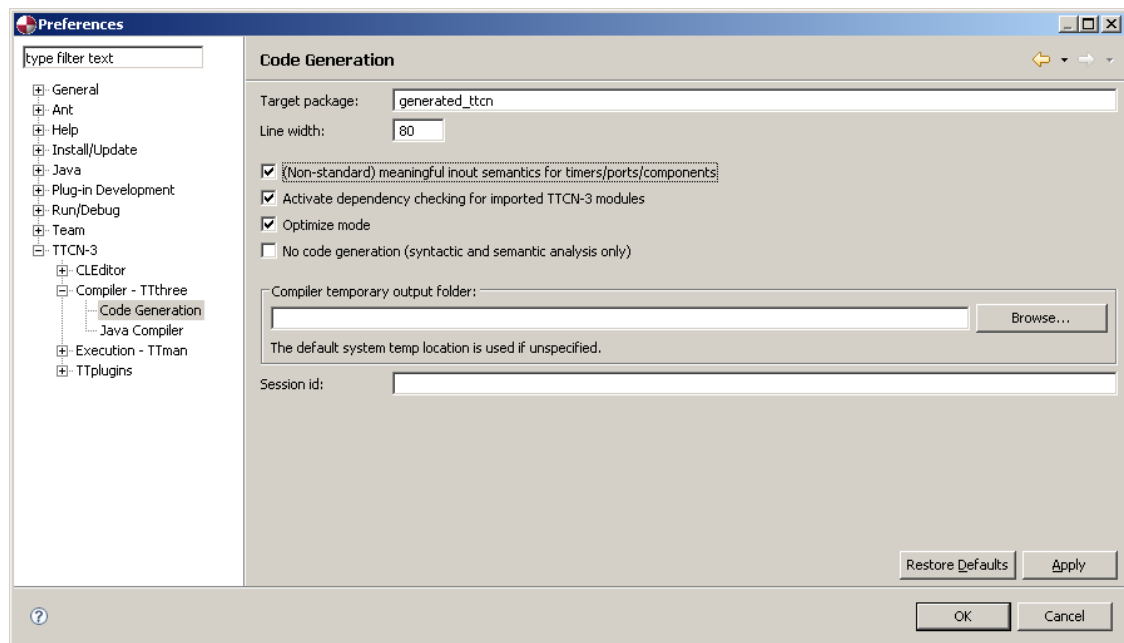 Preferences
type filter text
General
Ant
Help
Install/Update
Java
Plug-in Development
Run/Debug
Team
TTCN-3
CLEditor
Compiler - TTthree
Code Generation
Java Compiler
Execution - TTman
TTplugins
Code Generation
Target package: generated_ttcn
Line width: 80
(Non-standard) meaningful inout semantics for timers/ports/components
Activate dependency checking for imported TTCN-3 modules
Optimize mode
No code generation (syntactic and semantic analysis only)
Compiler temporary output folder:
Browse...
The default system temp location is used if unspecified.
Session id:
Restore Defaults Apply
OK Cancel